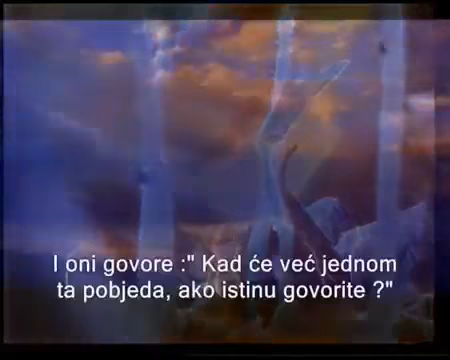 I oni govore :" Kad će već jednom
ta pobjeda, ako istinu govorite ?"